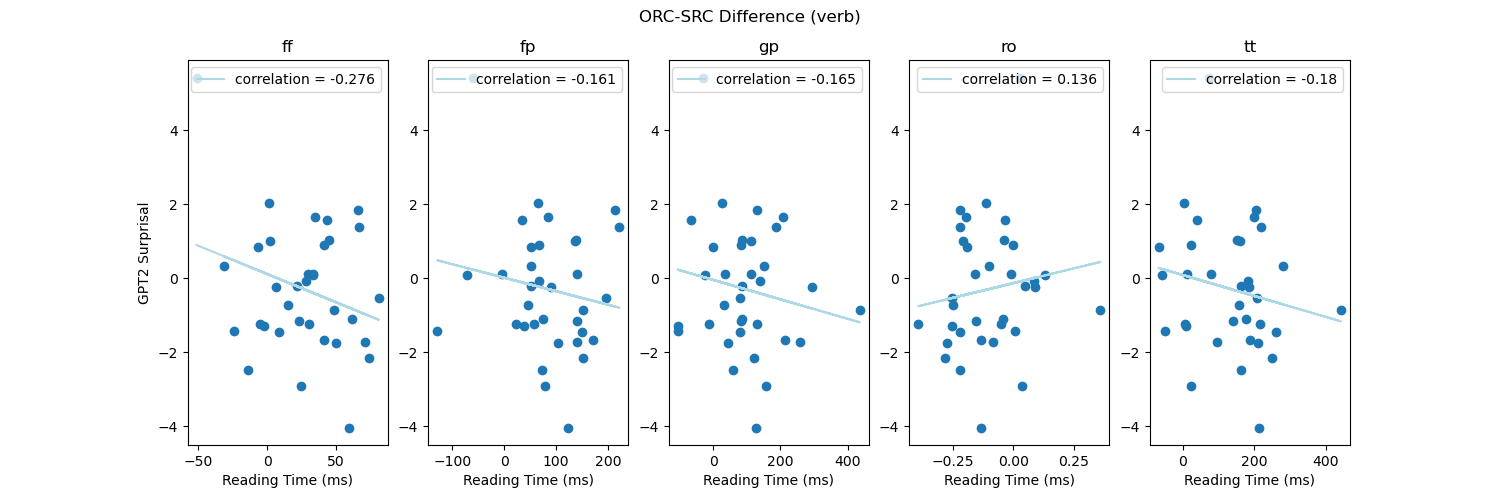 ORC-SRC Difference (verb)
ff
fp
gp
ro
tt
correlation = -0.276
correlation = -0.161
correlation = -0.165
correlation = 0.136
correlation = -0.18
GPT2 Surprisal
4
2
0
−2
−4
−50
0
50
Reading Time (ms)
4
2
0
−2
−4
−100
0
100
200
Reading Time (ms)
4
2
0
−2
−4
0
200
400
Reading Time (ms)
4
2
0
−2
−4
−0.25
0.00
0.25
Reading Time (ms)
4
2
0
−2
−4
0
200
400
Reading Time (ms)